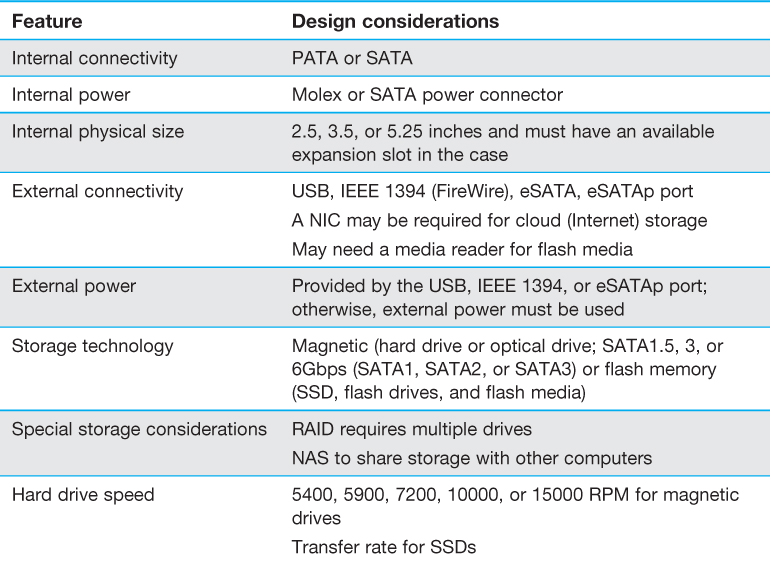 Feature Design considerations
Internal connectivity PATA or SATA
Internal power Molex or SATA power connector
Internal physical size 2.5, 3.5, or 5.25 inches and must have an available
expansion slot in the case
External connectivity USB, IEEE 1394 (FireWire), eSATA, eSATAp port
A NIC may be required for cloud (Internet) storage
May need a media reader for flash media
External power Provided by the USB, IEEE 1394, or eSATAp port;
otherwise, external power must be used
Storage technology Magnetic (hard drive or optical drive; SATA1.5, 3, or
6Gbps (SATA1, SATA2, or SATA3) or flash memory
(SSD, flash drives, and flash media)
Special storage considerations RAID requires multiple drives
NAS to share storage with other computers
Hard drive speed 5400, 5900, 7200, 10000, or 15000 RPM for magnetic
drives
Transfer rate for SSDs